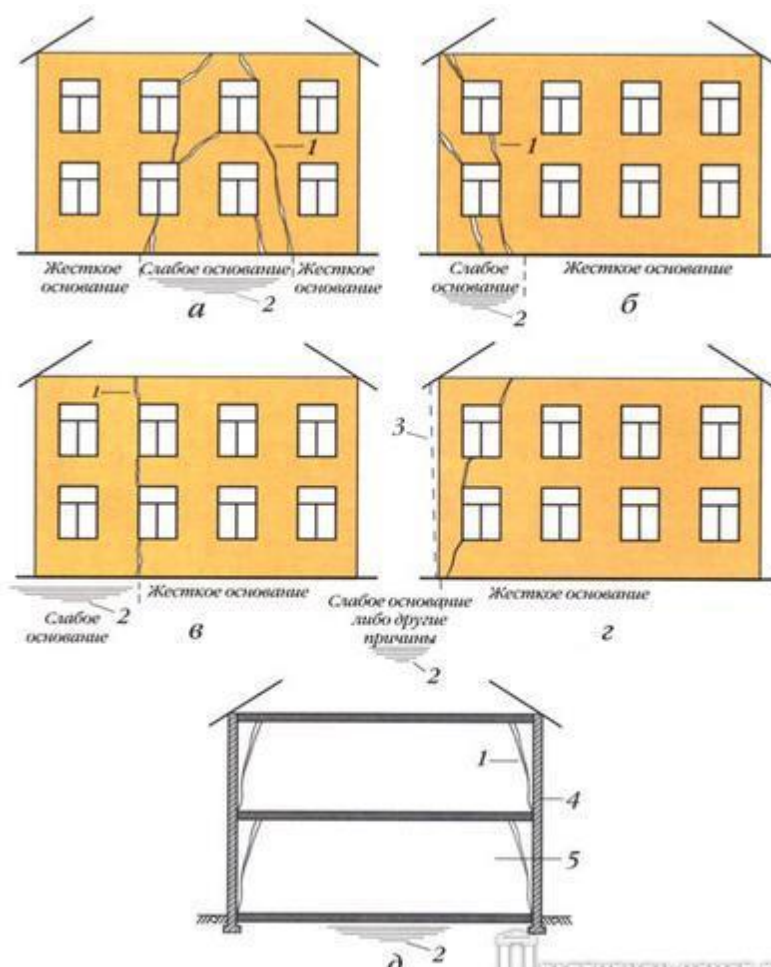 1
1
Жесткое
основание
Слабое основание
Жесткое
основание
2
а
Слабое
основание
Жесткое основание
2
б
1
3
Жесткое основание
2
Слабое
основание
в
Слабое основание
либо другие
причины
Жесткое основание
2
г
1
4
5
2
д